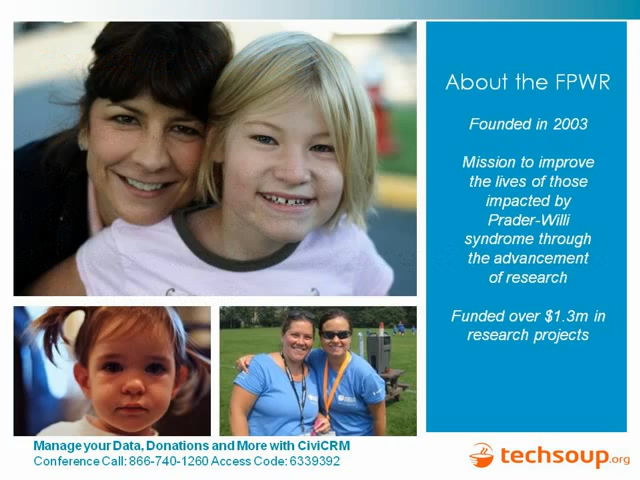 About the FPWR
Founded in 2003
Mission to improve
the lives of those
impacted by
Prader-Willi
syndrome through
the advancement
of research
Funded over $1.3m in
research projects
Manage your Data, Donations and More with CiviCRM
Conference Call: 866-740-1260 Access Code: 6339392
techsoup.org